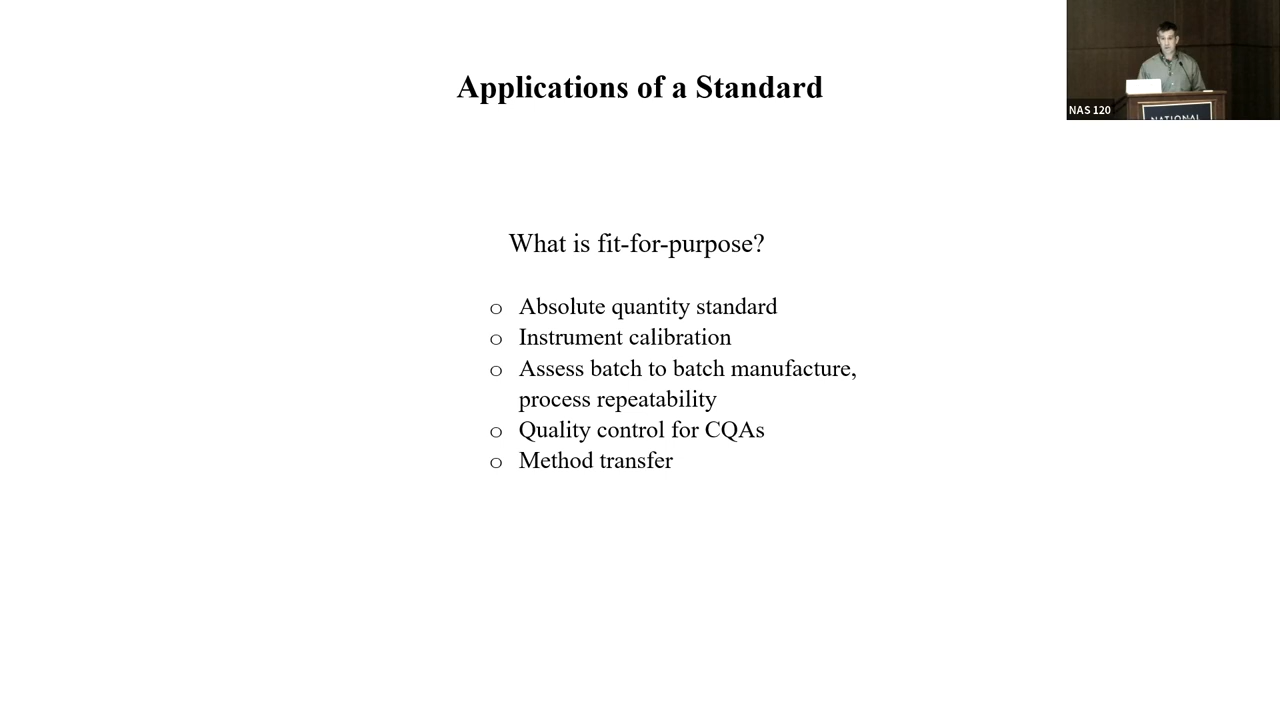 Applications of a Standard
NAS 120
NATIONAL
What is fit-for-purpose?
o Absolute quantity standard
o Instrument calibration
o Assess batch to batch manufacture,
process repeatability
o Quality control for CQAs
o Method transfer